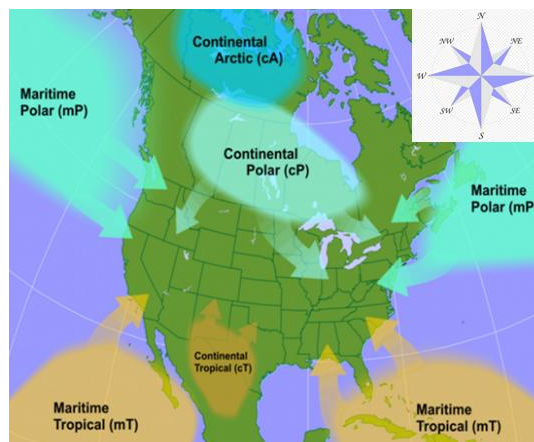 Continental
Arctic (cA)
N
NW
NE
W
SW
SE
S
Maritime
Polar (mP)
Continental
Polar (cP)
Maritime
Polar (mP)
Continental
Tropical (cT)
Maritime
Tropical (mT)
Maritime
Tropical (mT)